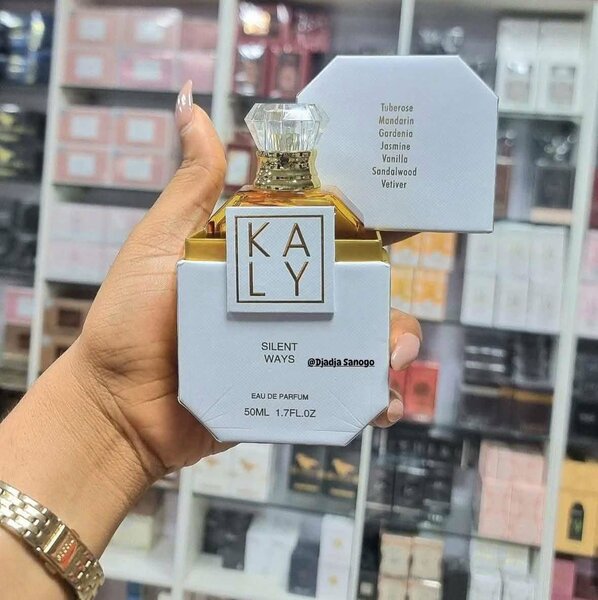 Tuberose
Mandarin
Gardenia
Jasmine
Vanilla
Sandalwood
Vetiver
KA
LY
SILENT
WAYS
@Djadja Sanogo
EAU DE PARFUM
50ML 1.7FL.0Z